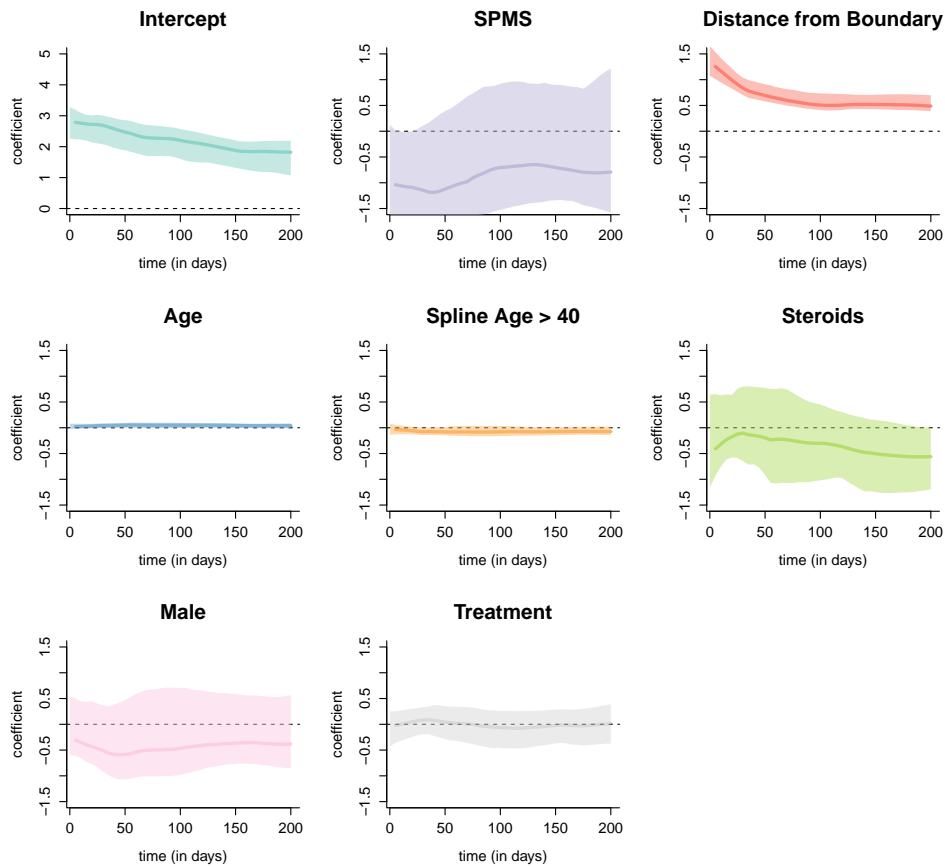 Intercept
SPMS
Distance from Boundary
coefficient
0 1 2 3 4 5
0 50 100 150 200
time (in days)
coefficient
−1.5 −0.5 0.5 1.5
0 50 100 150 200
time (in days)
coefficient
−1.5 −0.5 0.5 1.5
0 50 100 150 200
time (in days)
Age
Spline Age > 40
Steroids
coefficient
−1.5 −0.5 0.5 1.5
0 50 100 150 200
time (in days)
coefficient
−1.5 −0.5 0.5 1.5
0 50 100 150 200
time (in days)
coefficient
−1.5 −0.5 0.5 1.5
0 50 100 150 200
time (in days)
Male
Treatment
coefficient
−1.5 −0.5 0.5 1.5
0 50 100 150 200
time (in days)
coefficient
−1.5 −0.5 0.5 1.5
0 50 100 150 200
time (in days)